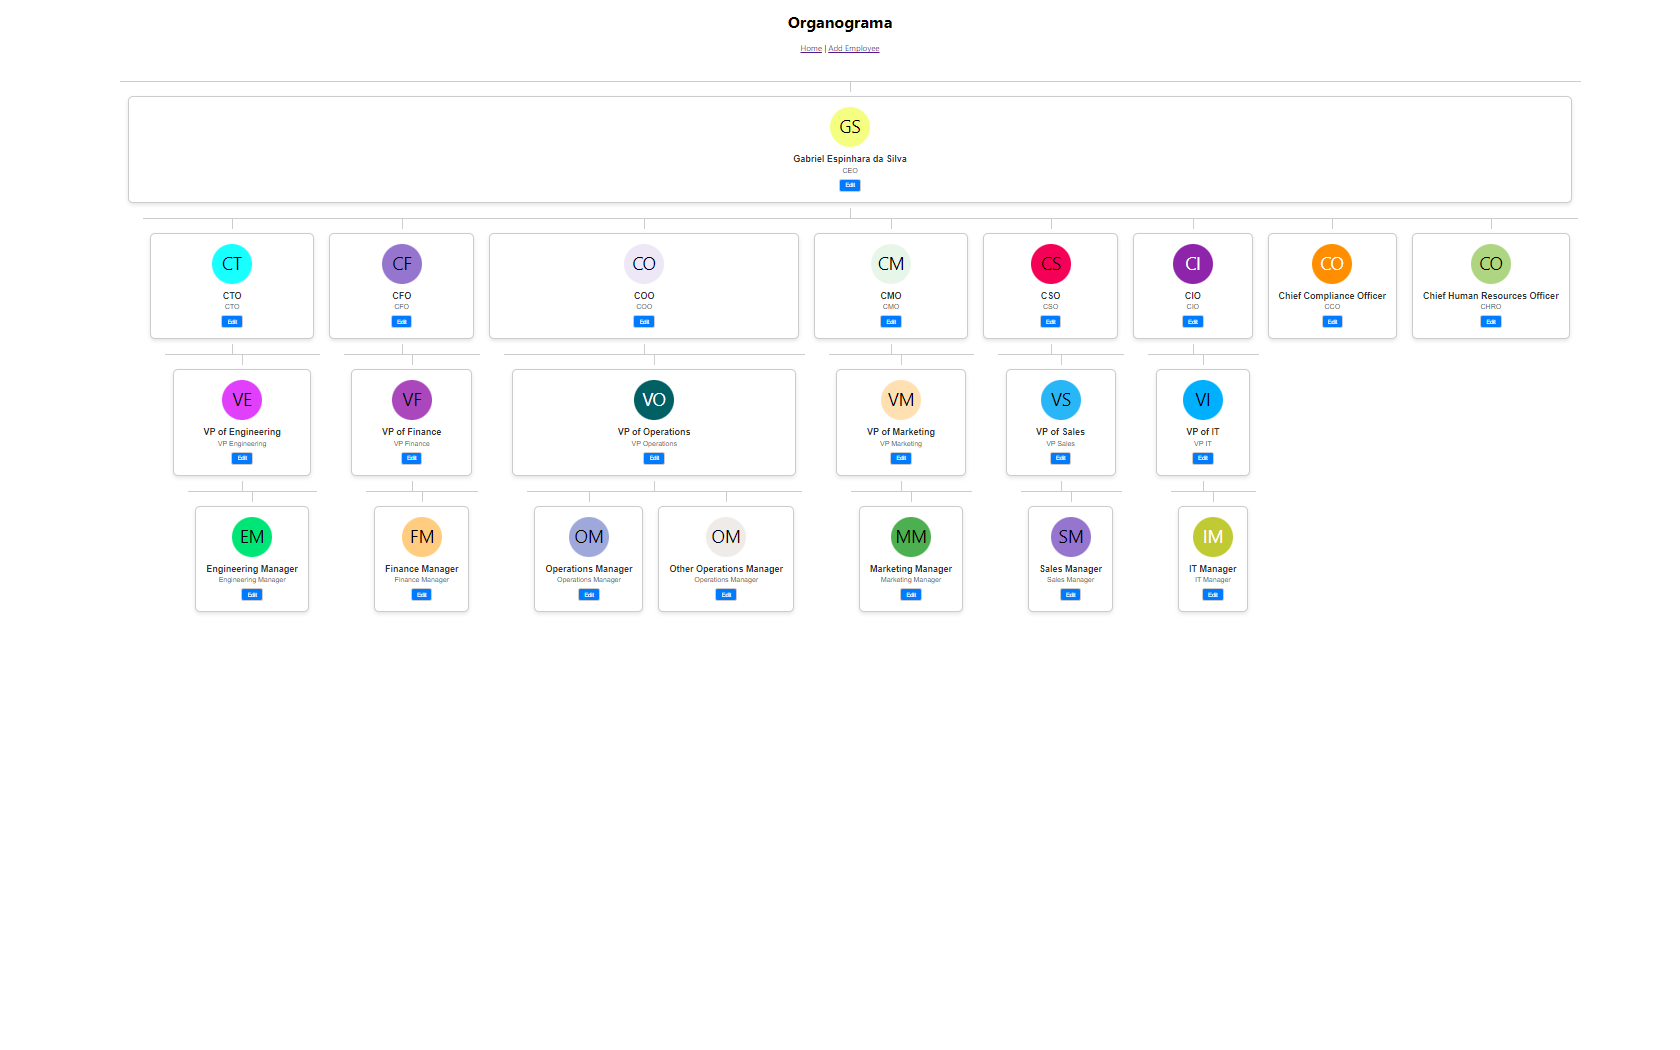 Organograma
Home | Add Employee
GS
Gabriel Espinhara da Silva
CEO
Edit
CT
CTO
CTO
Edit
CF
CFO
CFO
Edit
CO
COO
COO
Edit
CM
CMO
CMO
Edit
CS
CSO
CSO
Edit
CI
CIO
CIO
Edit
CO
Chief Compliance Officer
CCO
Edit
CO
Chief Human Resources Officer
CHRO
Edit
VE
VP of Engineering
VP Engineering
Edit
VF
VP of Finance
VP Finance
Edit
VO
VP of Operations
VP Operations
Edit
VM
VP of Marketing
VP Marketing
Edit
VS
VP of Sales
VP Sales
Edit
VI
VP of IT
VP IT
Edit
EM
Engineering Manager
Engineering Manager
Edit
FM
Finance Manager
Finance Manager
Edit
OM
Operations Manager
Operations Manager
Edit
OM
Other Operations Manager
Operations Manager
Edit
MM
Marketing Manager
Marketing Manager
Edit
SM
Sales Manager
Sales Manager
Edit
IM
IT Manager
IT Manager
Edit